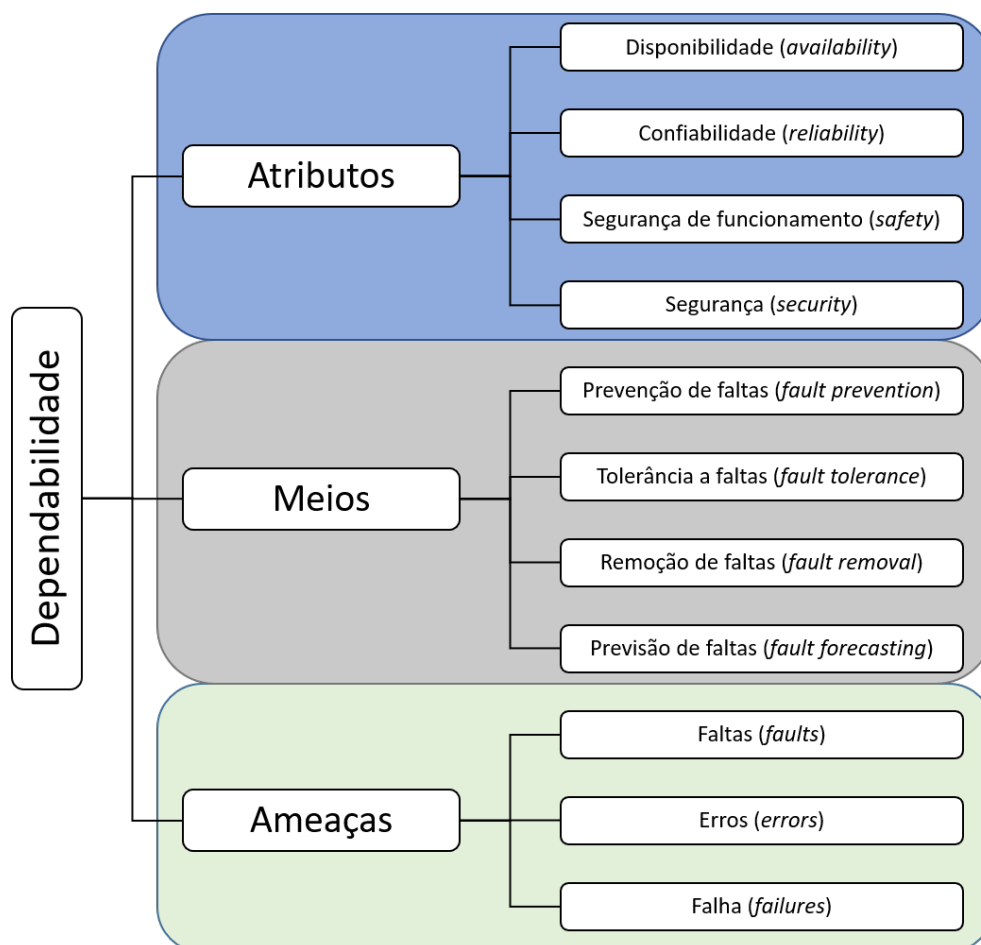 Dependabilidade
Atributos
Disponibilidade (availability)
Confiabilidade (reliability)
Segurança de funcionamento (safety)
Segurança (security)
Meios
Prevenção de faltas (fault prevention)
Tolerância a faltas (fault tolerance)
Remoção de faltas (fault removal)
Previsão de faltas (fault forecasting)
Ameaças
Faltas (faults)
Erros (errors)
Falha (failures)